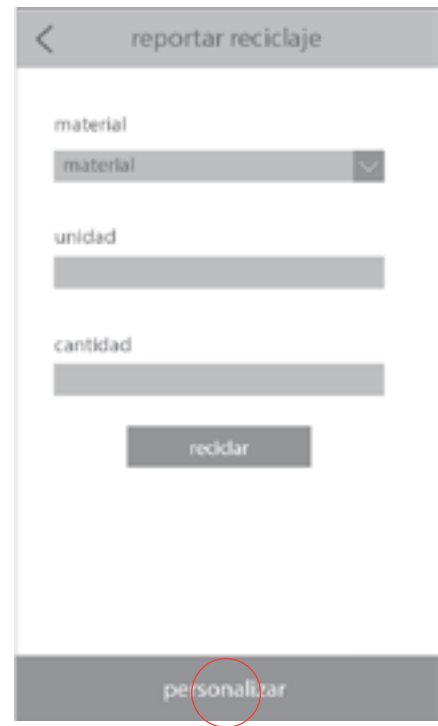 reportar reciclaje
material
material
unidad
cantidad
reciclar
personalizar